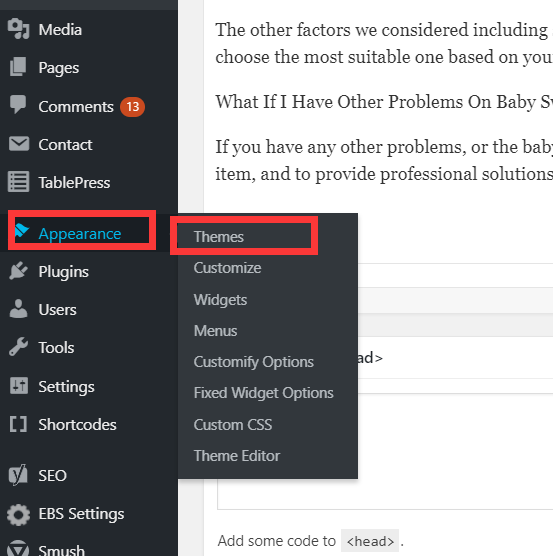 Media
Pages
Comments 13
Contact
TablePress
Appearance
Plugins
Users
Tools
Settings
Shortcodes
SEO
EBS Settings
Smush
Themes
Customize
Widgets
Menus
Customify Options
Fixed Widget Options
Custom CSS
Theme Editor
The other factors we considered including
choose the most suitable one based on you
What If I Have Other Problems On Baby Sw
If you have any other problems, or the baby
item, and to provide professional solutions
ad>
Add some code to <head> .